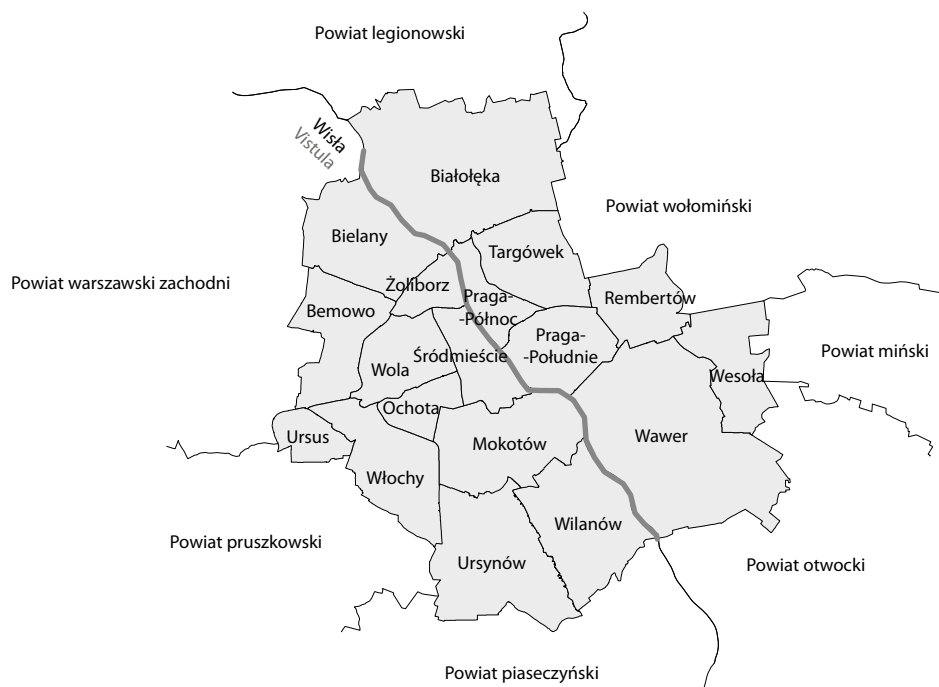 Powiat legionowski
Wisła
Vistula
Białołęka
Powiat wołomiński
Bielany
Targówek
Powiat warszawski zachodni
Żoliborz
Praga-
-Północ
Rembertów
Bemowo
Praga-
-Południe
Śródmieście
Powiat miński
Wola
Wesoła
Ochota
Ursus
Mokotów
Wawer
Włochy
Wilanów
Powiat pruszkowski
Ursynów
Powiat otwocki
Powiat piaseczyński